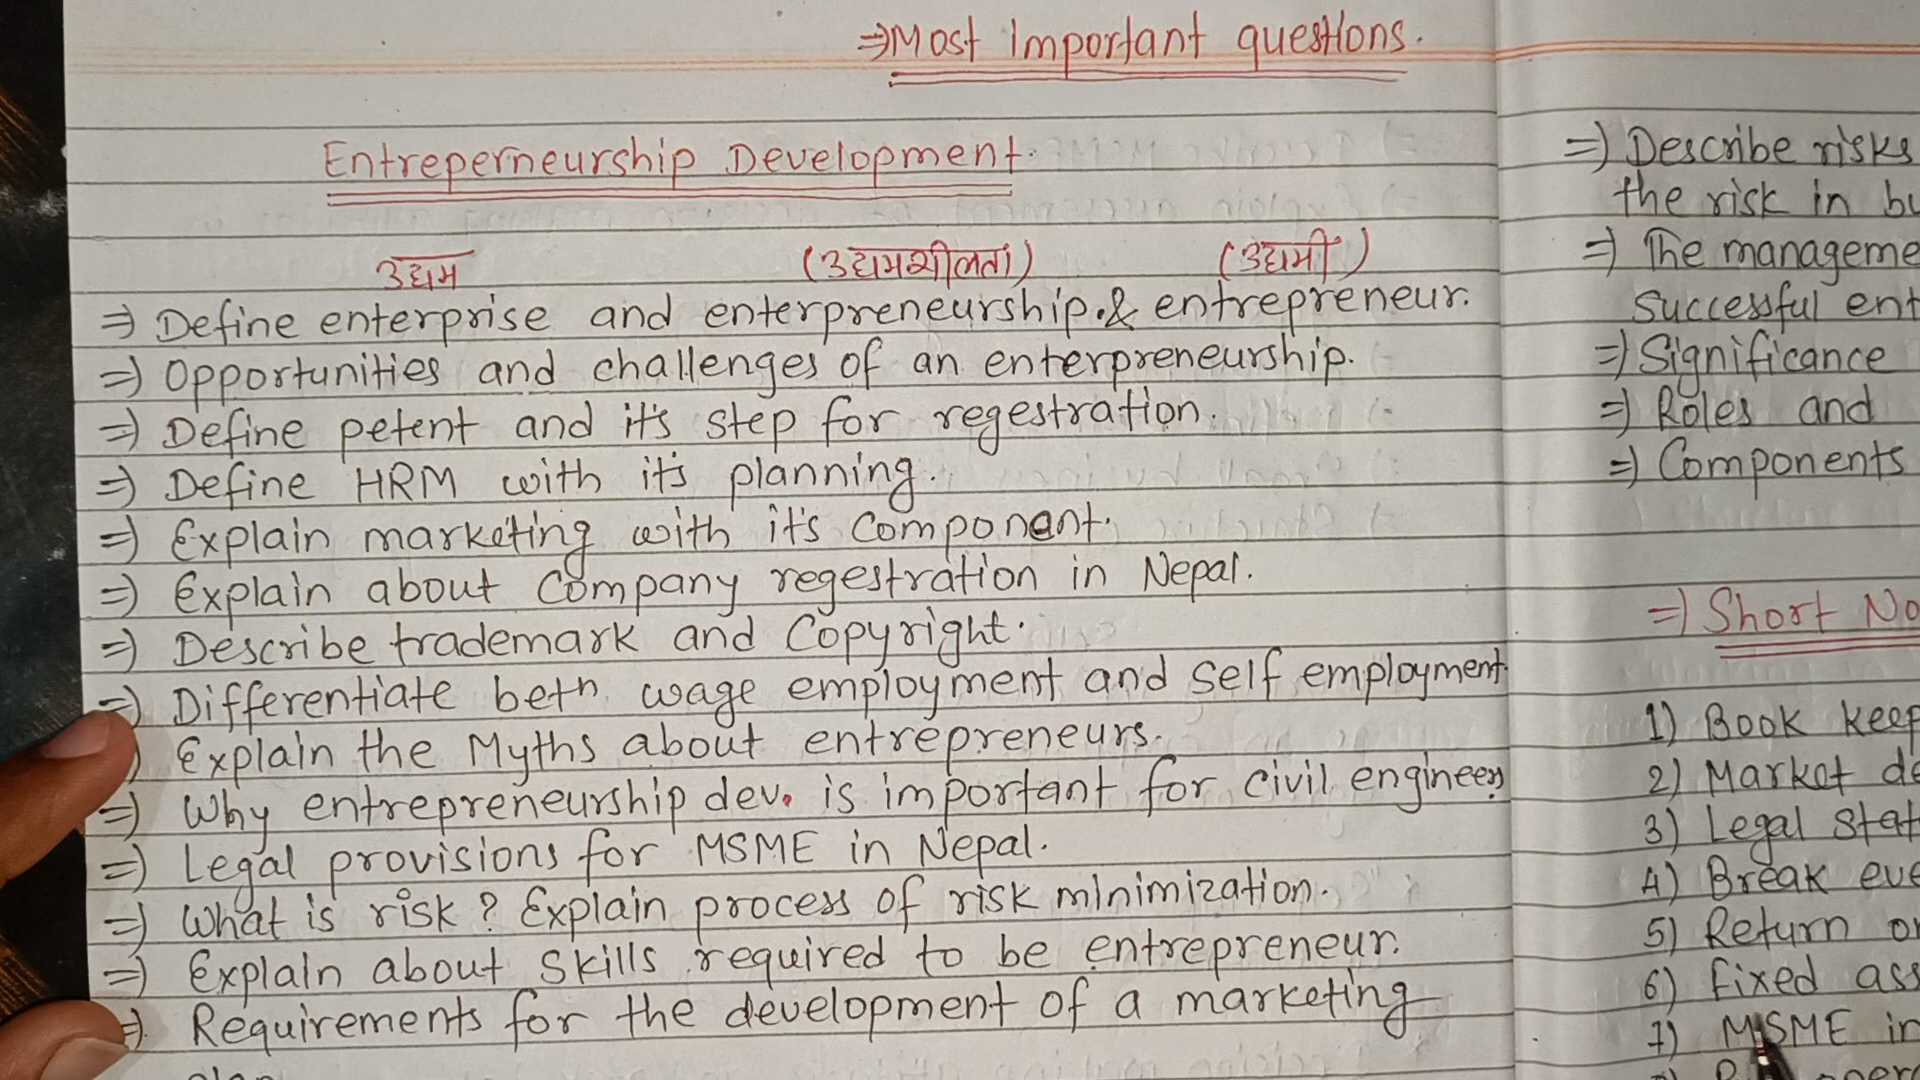 ⇒Most Important questions.
Entreperneurship Development.
उद्यम (उद्यमशीलता) (उद्यमी)
⇒ Define enterprise and enterpreneurship.& entrepreneur.
⇒ Opportunities and challenges of an enterpreneurship.
⇒ Define petent and it's step for regestration.
⇒ Define HRM with it's planning.
⇒ Explain marketing with it's component.
⇒ Explain about Company regestration in Nepal.
⇒ Describe trademark and Copyright.
⇒ Differentiate betn wage employment and self employment
Explain the Myths about entrepreneurs.
⇒ Why entrepreneurship dev. is important for civil engineers
⇒ Legal provisions for MSME in Nepal.
⇒ What is risk? Explain process of risk minimization.
⇒ Explain about skills required to be entrepreneur.
⇒ Requirements for the development of a marketing
plan
⇒ Describe risks
the risk in
⇒ The
Successful
⇒ Significance
⇒ Roles and
⇒ Components
⇒ Short
1) Book
2) Market
3) Legal
4) Break
5) Return
6) Fixed
7) MSME in